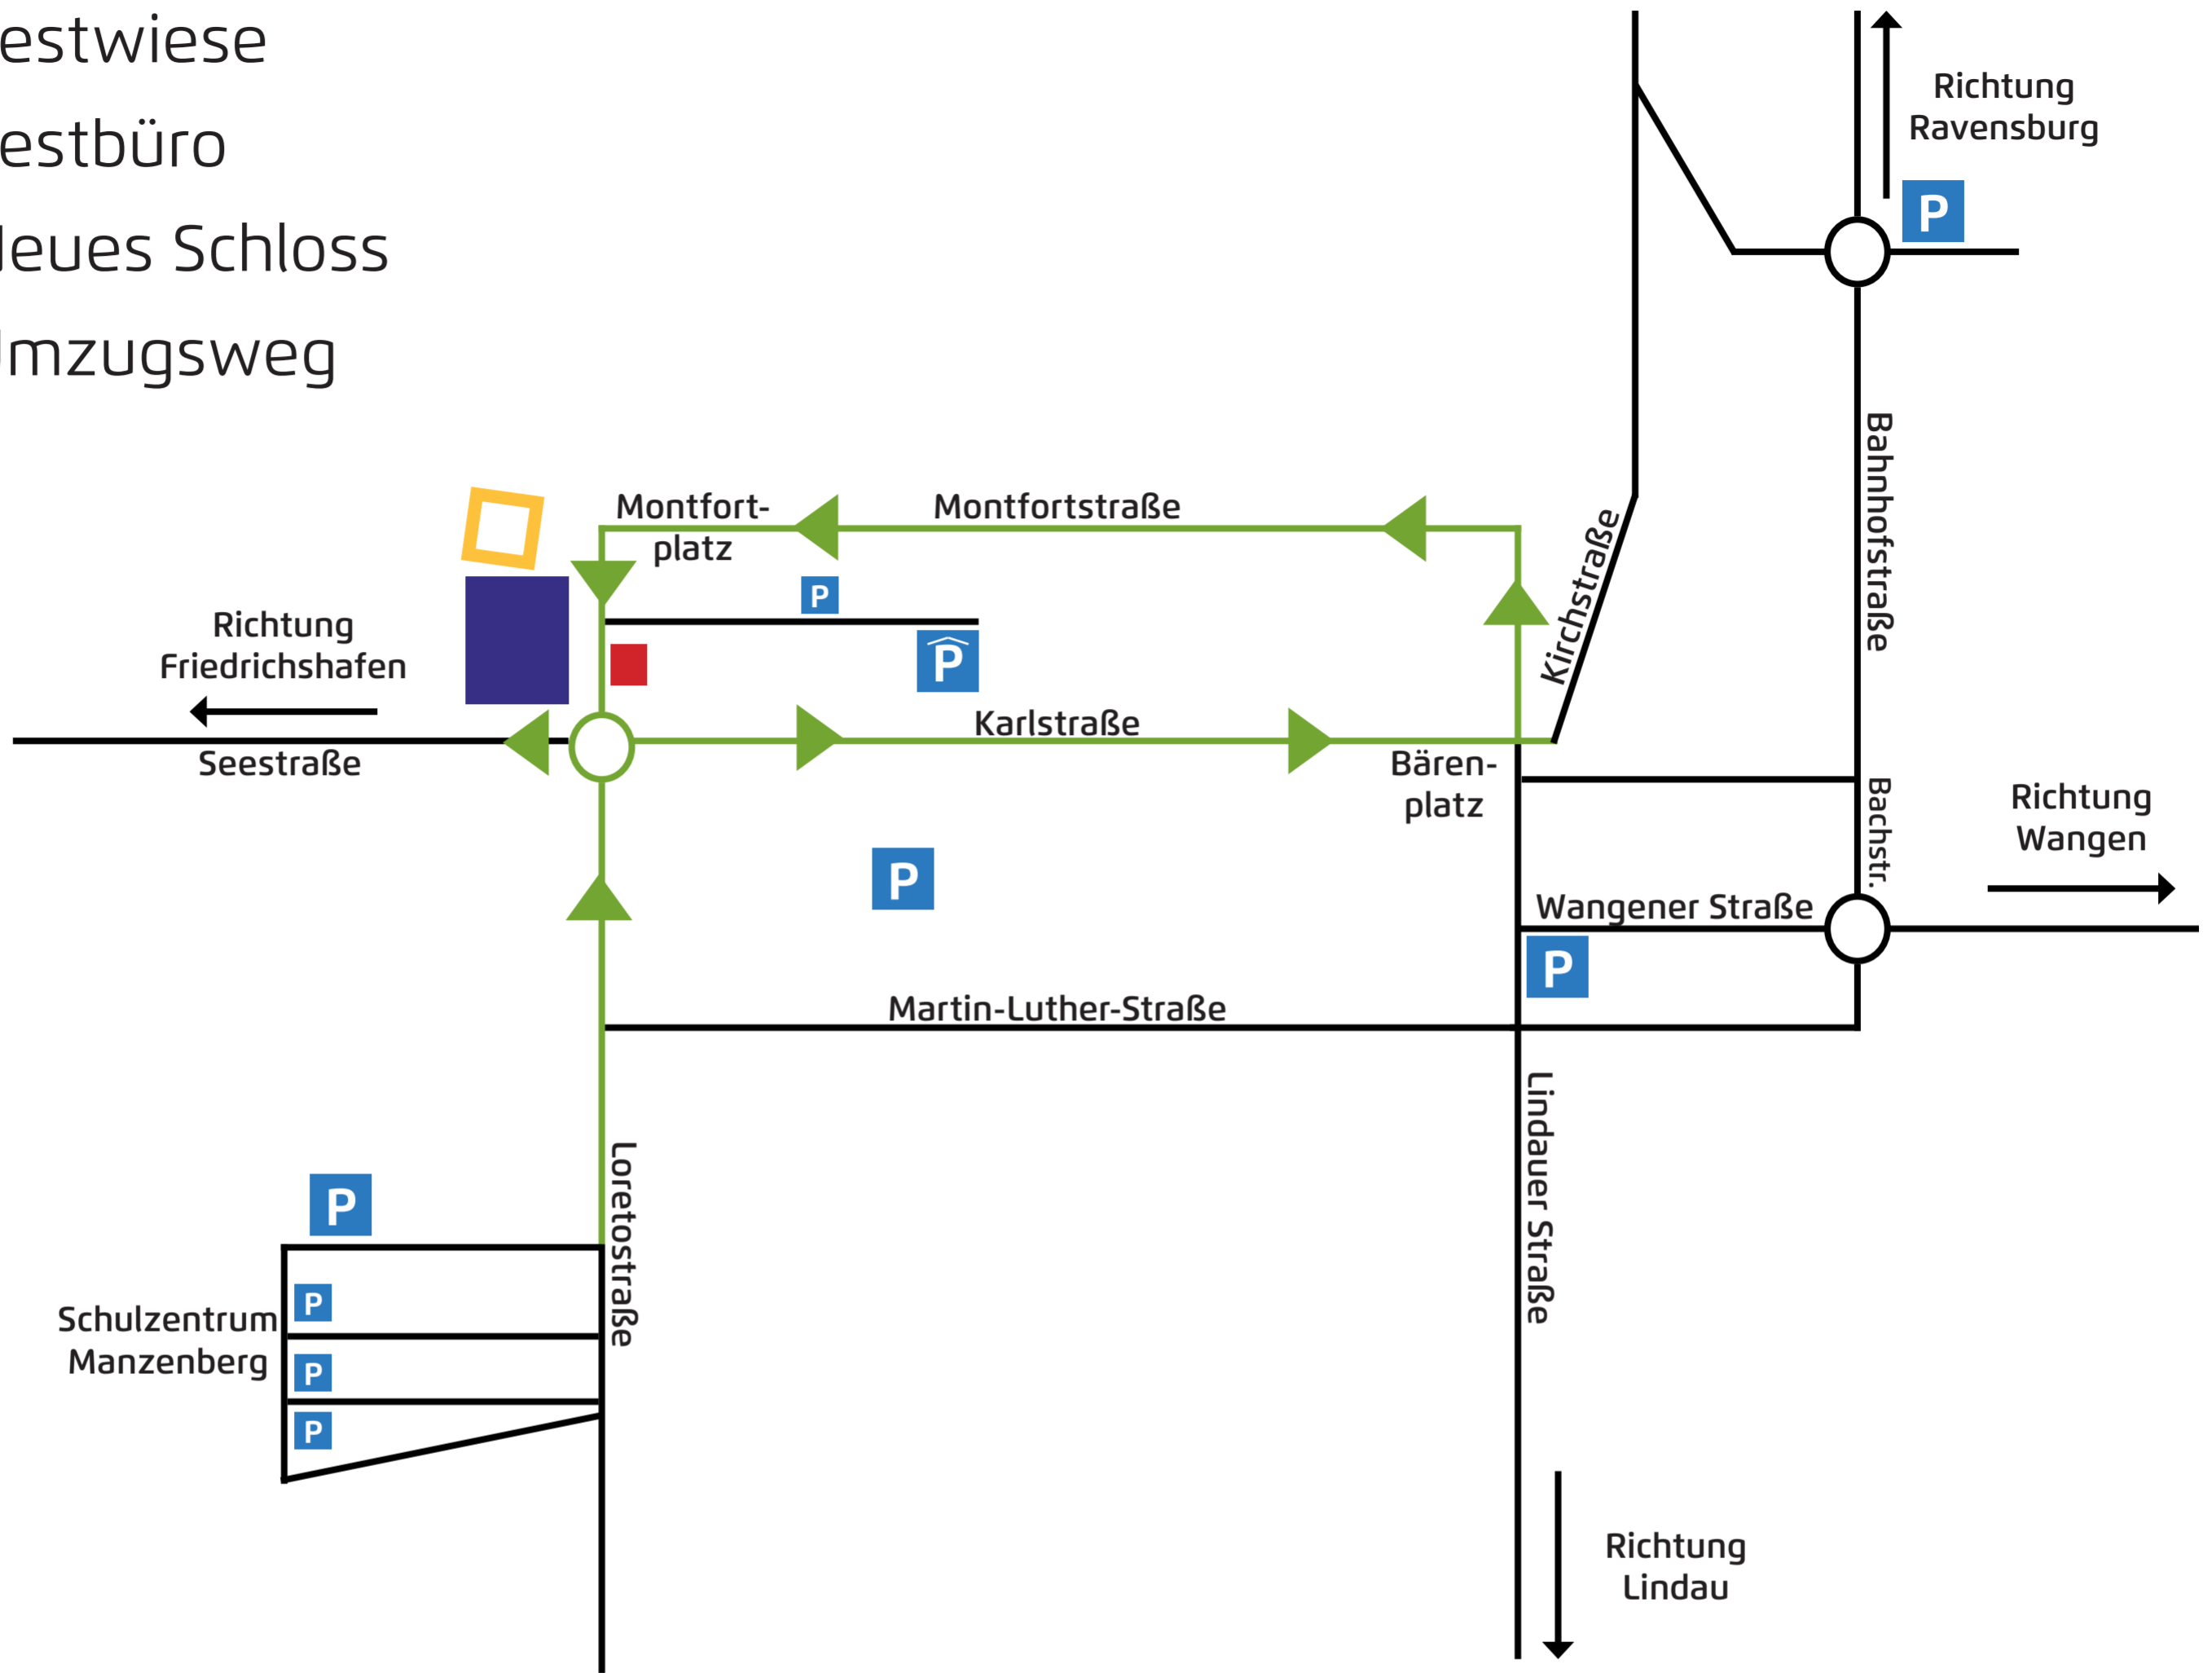 estwiese
estbüro
eues Schloss
mzugsweg
Richtung
Ravensburg
P
Bahnhofstraße
Montfort-
platz
Montfortstraße
Kirchstraße
P
P
Richtung
Friedrichshafen
Seestraße
Karlstraße
Bären-
platz
Bachstr.
Richtung
Wangen
P
Wangener Straße
P
Martin-Luther-Straße
Lindauer Straße
Loretostraße
P
P
Schulzentrum
Manzenberg
P
P
Richtung
Lindau